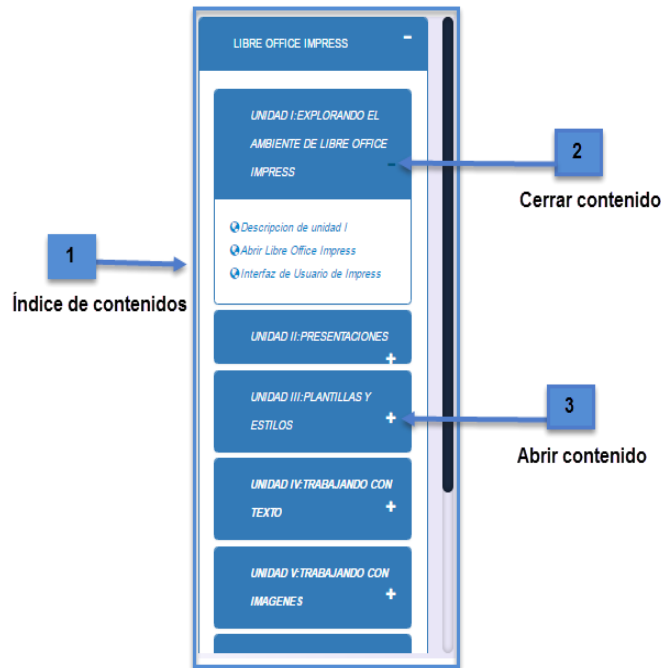 LIBRE OFFICE IMPRESS
UNIDAD I:EXPLORANDO EL
AMBIENTE DE LIBRE OFFICE
IMPRESS
2
Cerrar contenido
Descripcion de unidad I
Abrir Libre Office Impress
Interfaz de Usuario de Impress
1
Índice de contenidos
UNIDAD II:PRESENTACIONES
UNIDAD III:PLANTILLAS Y
ESTILOS
3
Abrir contenido
UNIDAD IV:TRABAJANDO CON
TEXTO
UNIDAD V:TRABAJANDO CON
IMAGENES